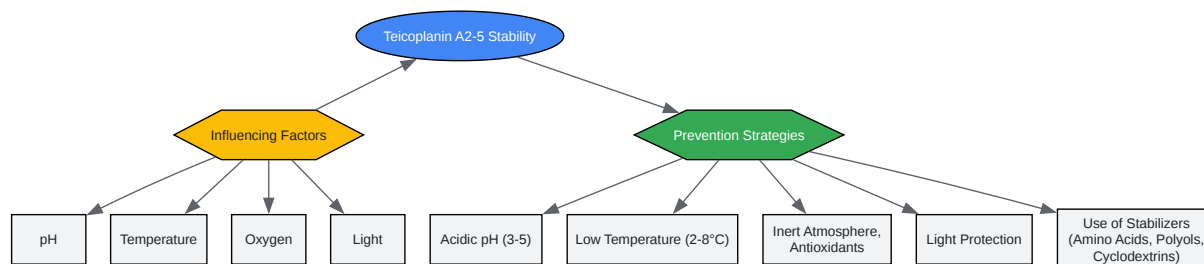 Teicoplanin A2-5 Stability
Influencing Factors
Prevention Strategies
pH
Temperature
Oxygen
Light
Acidic pH (3-5)
Low Temperature (2-8°C)
Inert Atmosphere,
Antioxidants
Light Protection
Use of Stabilizers
(Amino Acids, Polyols,
Cyclodextrins)